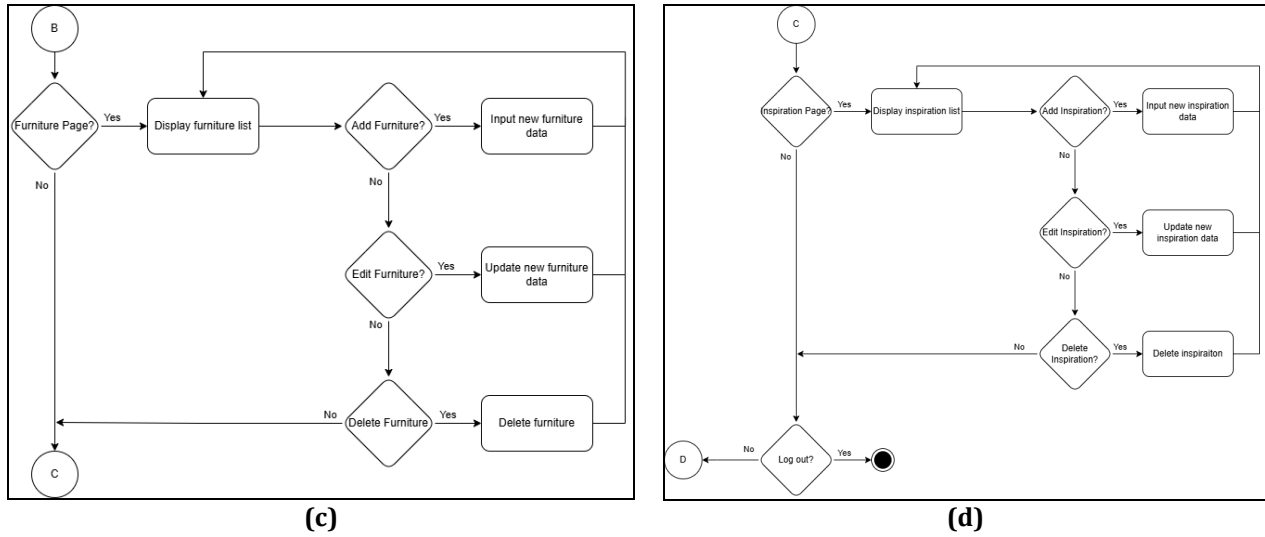 B
Furniture Page?
Yes
Display furniture list
Add Furniture?
Yes
Input new furniture
data
No
No
Edit Furniture?
Yes
Update new furniture
data
No
Delete Furniture
Yes
Delete furniture
No
C
(c)
C
Inspiration Page?
Yes
Display inspiration list
Add Inspiration?
Yes
Input new inspiration
data
No
No
Edit Inspiration?
Yes
Update new
inspiration data
No
Delete
Inspiration?
Yes
Delete inspiraiton
No
Log out?
Yes
No
D
(d)